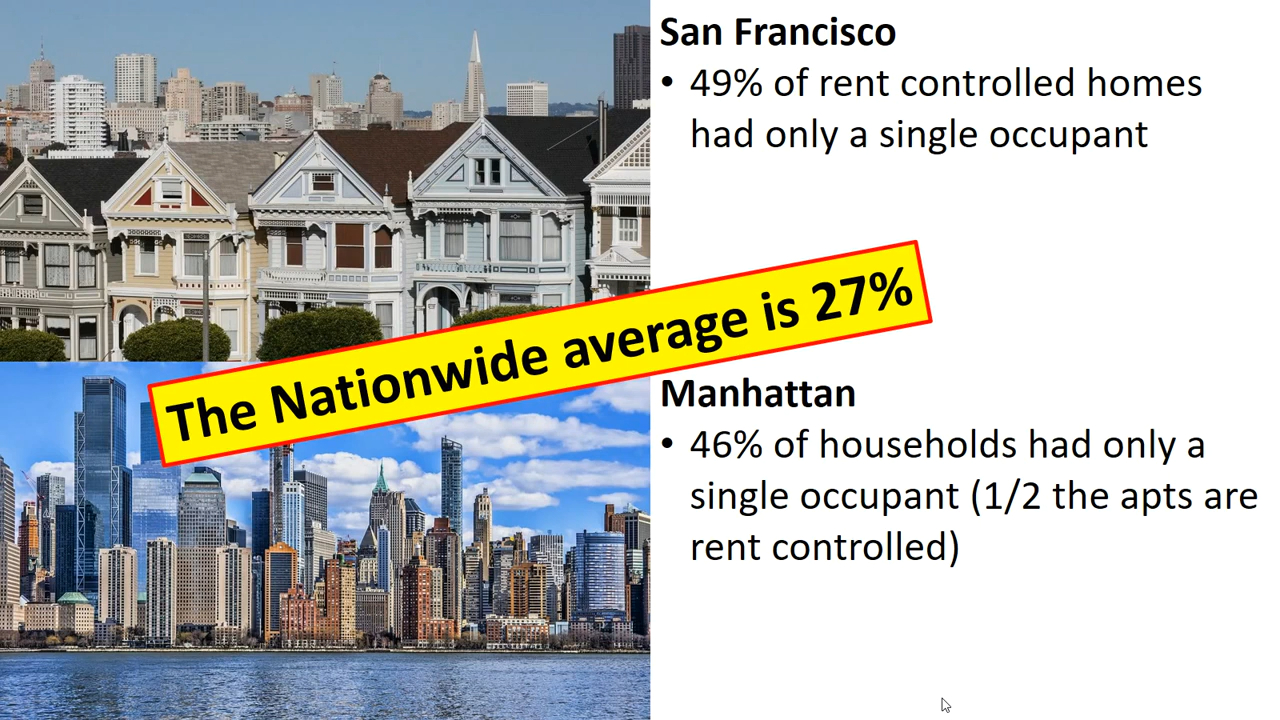 San Francisco
• 49% of rent controlled homes
had only a single occupant
The Nationwide average is 27%
Manhattan
• 46% of households had only a
single occupant (1/2 the apts are
rent controlled)